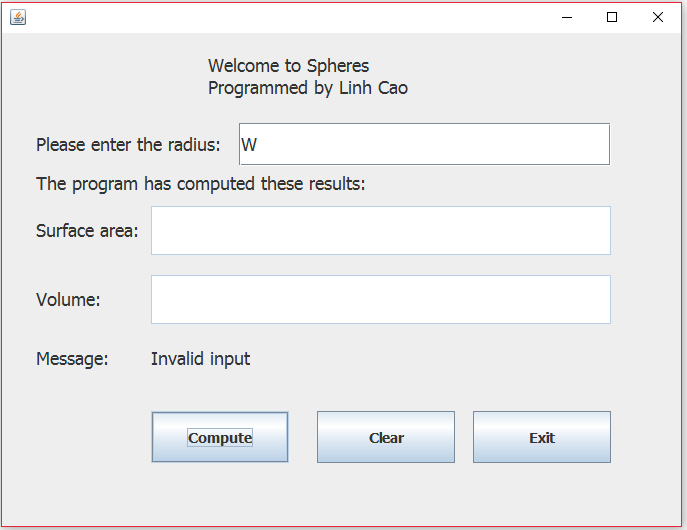 Welcome to Spheres
Programmed by Linh Cao
Please enter the radius: W
The program has computed these results:
Surface area:
Volume:
Message: Invalid input
Compute Clear Exit